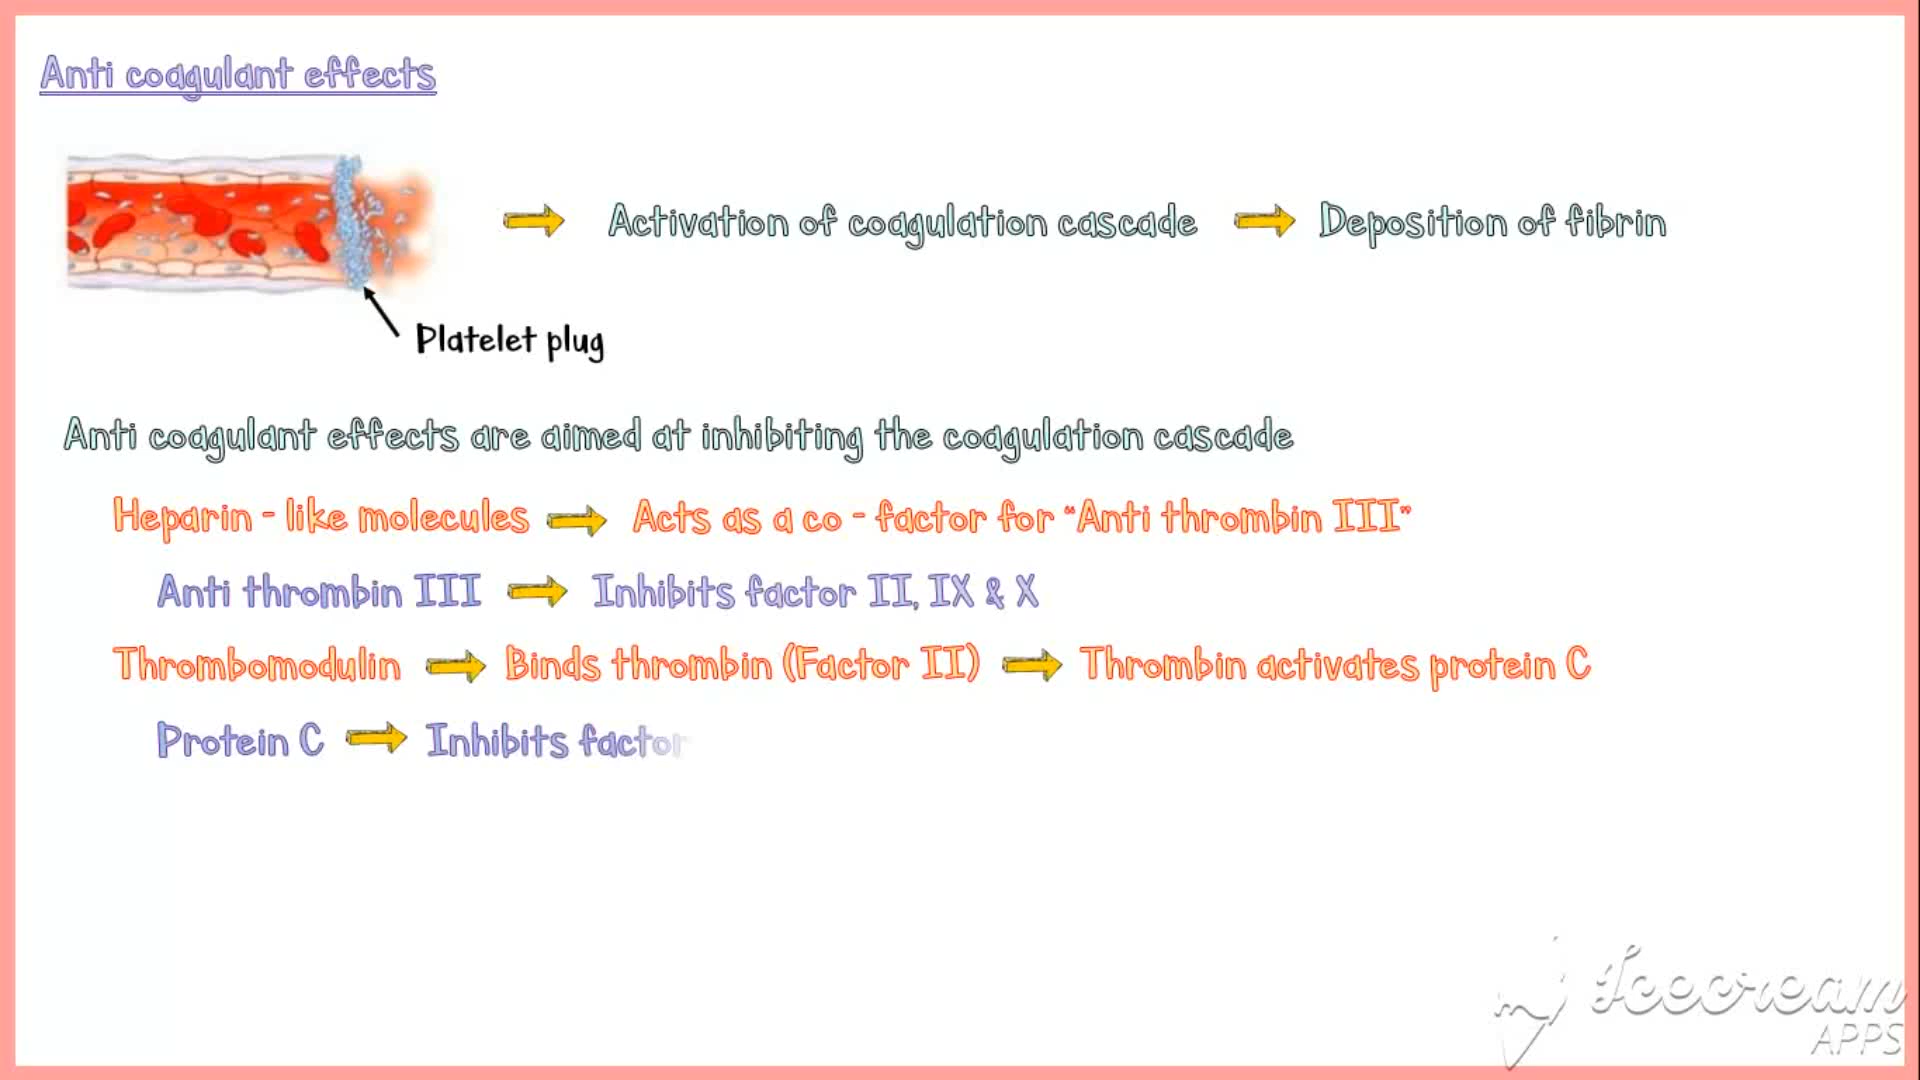 Anti coagulant effects
→ Activation of coagulation cascade → Deposition of fibrin
Platelet plug
Anti coagulant effects are aimed at inhibiting the coagulation cascade
Heparin - like molecules → Acts as a co - factor for “Anti thrombin III”
Anti thrombin III → Inhibits factor II, IX & X
Thrombomodulin → Binds thrombin (Factor II) → Thrombin activates protein C
Protein C → Inhibits factor
Icecream
APPS